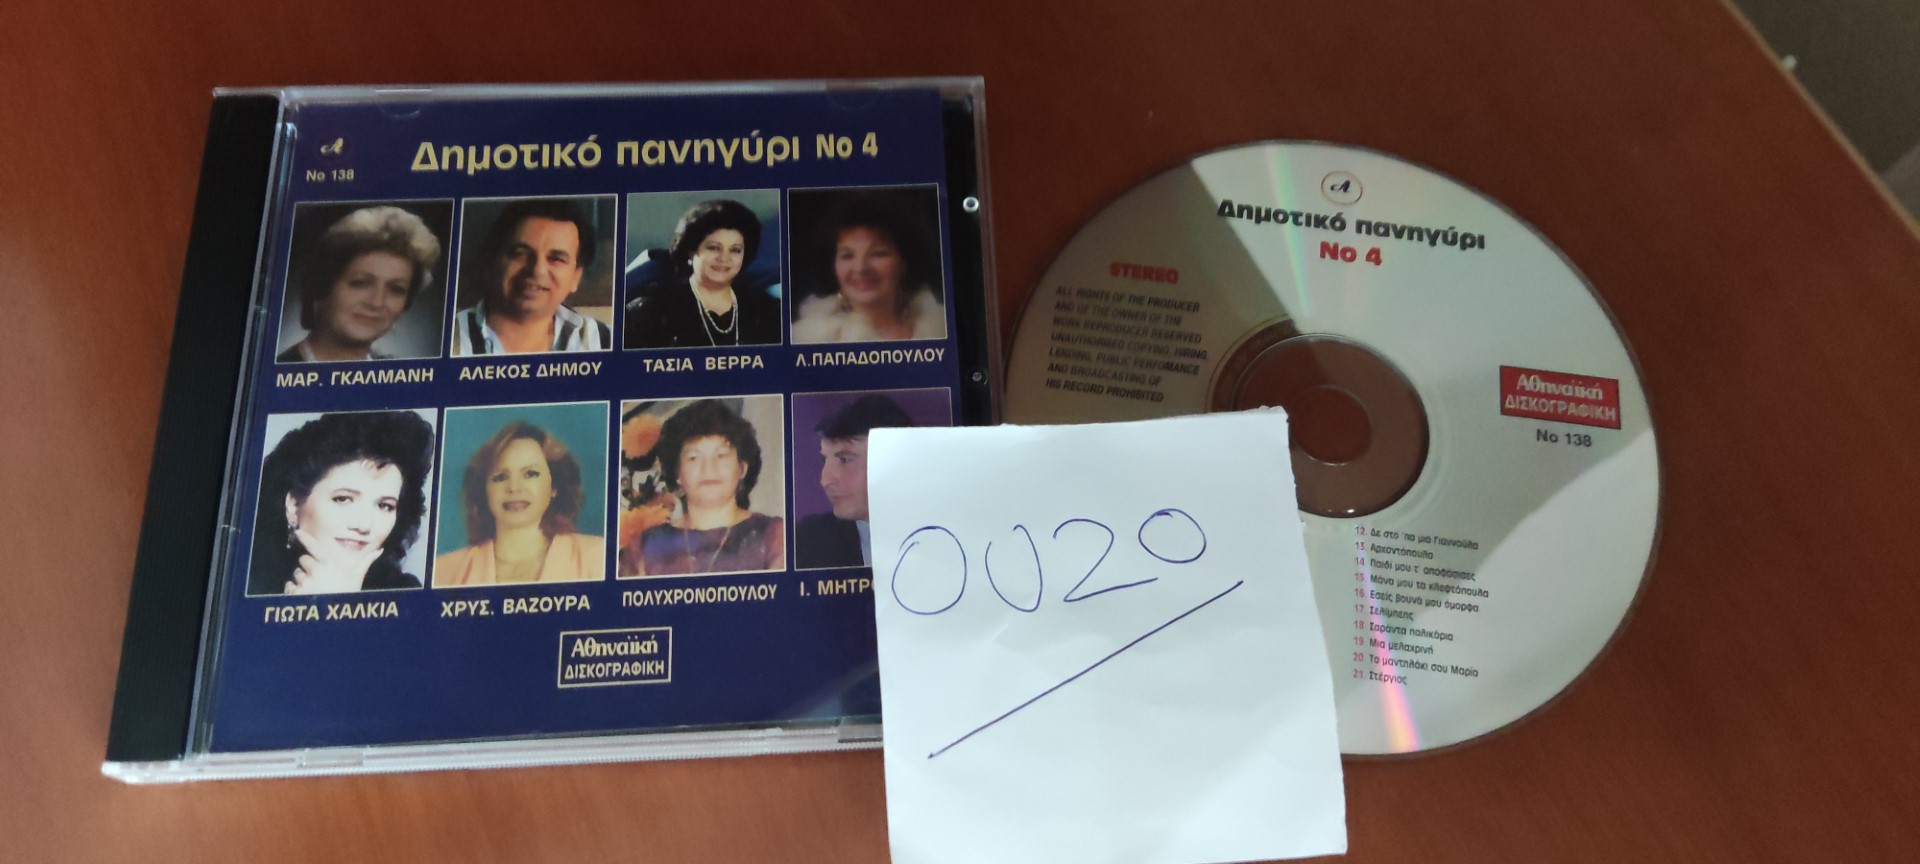 Δημοτικό πανηγύρι Νο 4
Α
Νο 138
ΜΑΡ. ΓΚΑΛΜΑΝΗ
ΑΛΕΚΟΣ ΔΗΜΟΥ
ΤΑΣΙΑ ΒΕΡΡΑ
Λ.ΠΑΠΑΔΟΠΟΥΛΟΥ
ΓΙΩΤΑ ΧΑΛΚΙΑ
ΧΡΥΣ. ΒΑΖΟΥΡΑ
ΠΟΛΥΧΡΟΝΟΠΟΥΛΟΥ
Ι. ΜΗΤΡ
Αθηναϊκή
ΔΙΣΚΟΓΡΑΦΙΚΗ
Α
Δημοτικό πανηγύρι
Νο 4
STEREO
ALL RIGHTS OF THE PRODUCER
AND OF THE OWNER OF THE
WORK REPRODUCER RESERVED
UNAUTHORISED COPYING, HIRING,
LENDING, PUBLIC PERFOMANCE
AND BROADCASTING OF
HIS RECORD PROHIBITED
Αθηναϊκή
ΔΙΣΚΟΓΡΑΦΙΚΗ
Νο 138
12. Δε στο 'πα μια Γιαννούλα
13. Αρχοντόπουλο
14. Παιδί μου τ' αποφάσισες
15. Μάνα μου τα κλεφτόπουλα
16. Εσείς βουνά μου όμορφα
17. Σελίμπεης
18. Σαράντα παλικάρια
19. Μια μελαχρινή
20. Το μαντηλάκι σου Μαρία
21. Στέργιος
OUZO